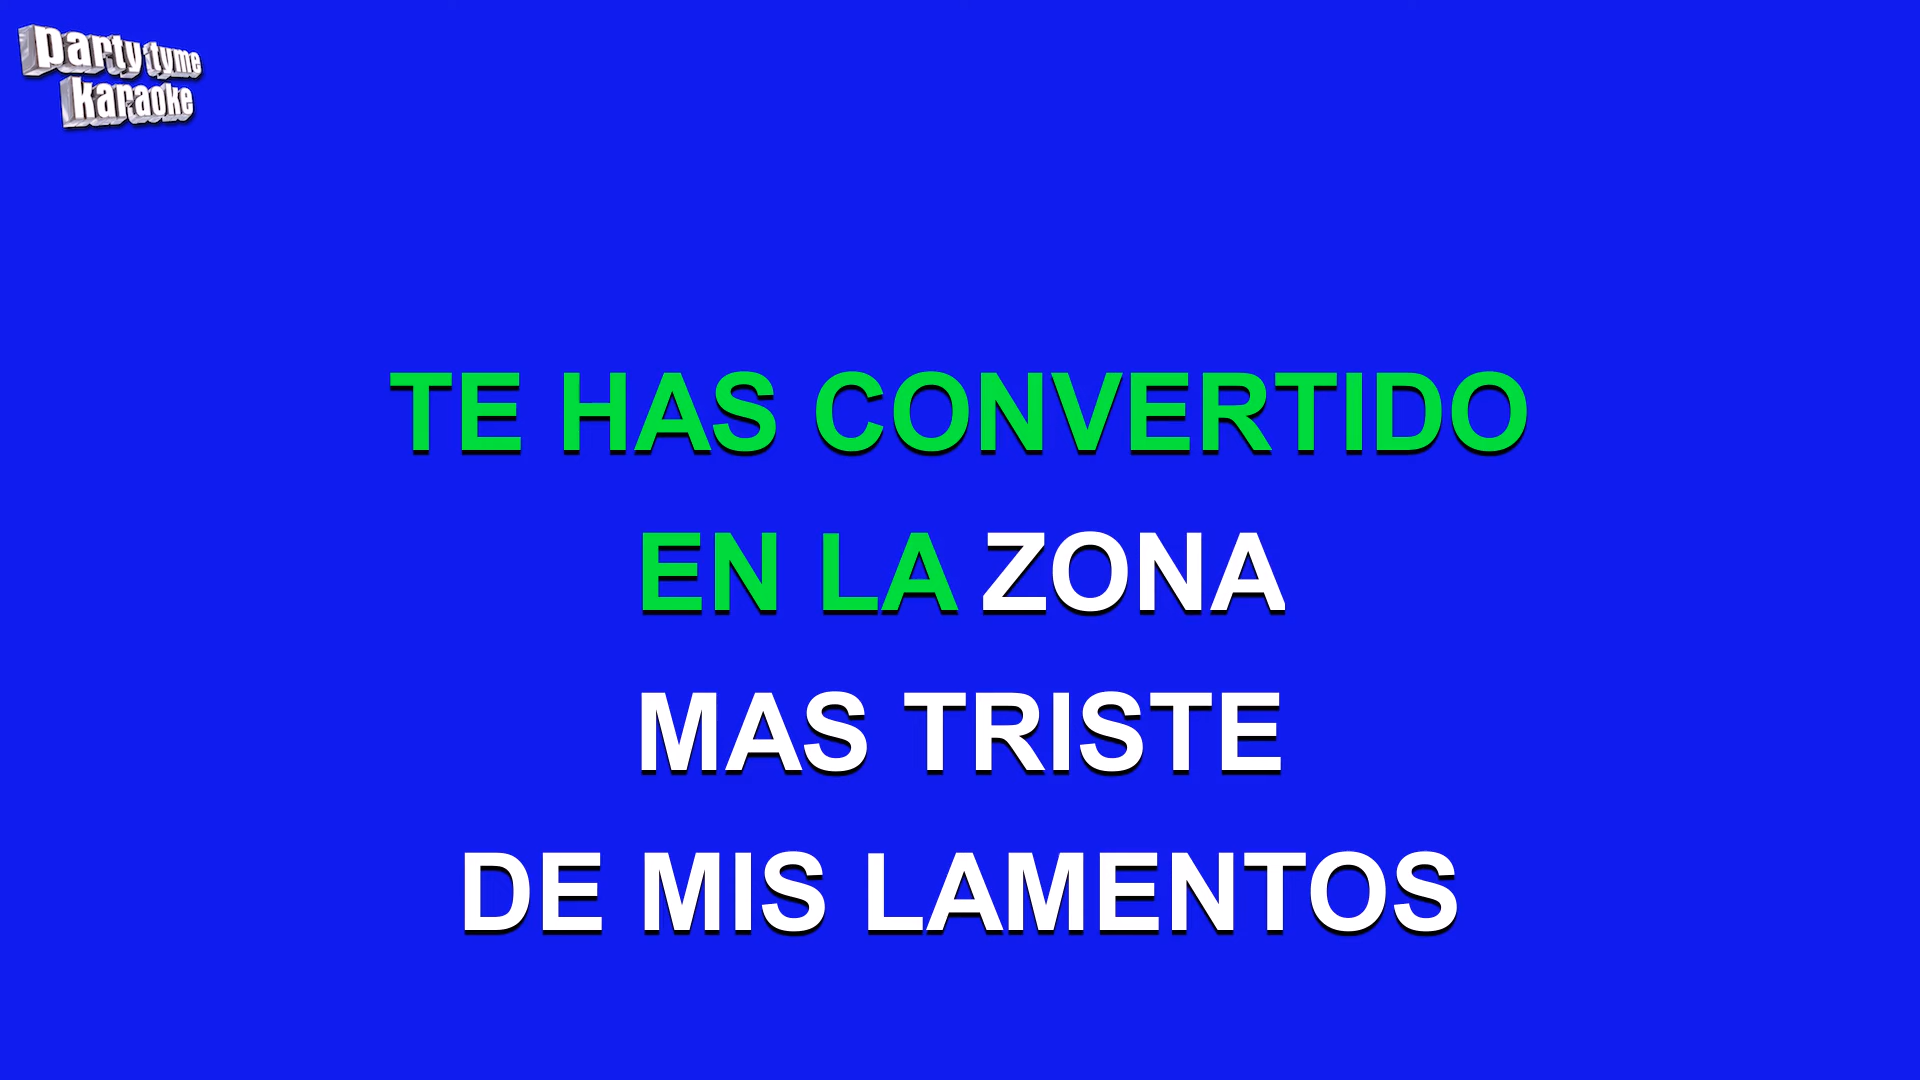 party tyme
karaoke
TE HAS CONVERTIDO
EN LA ZONA
MAS TRISTE
DE MIS LAMENTOS